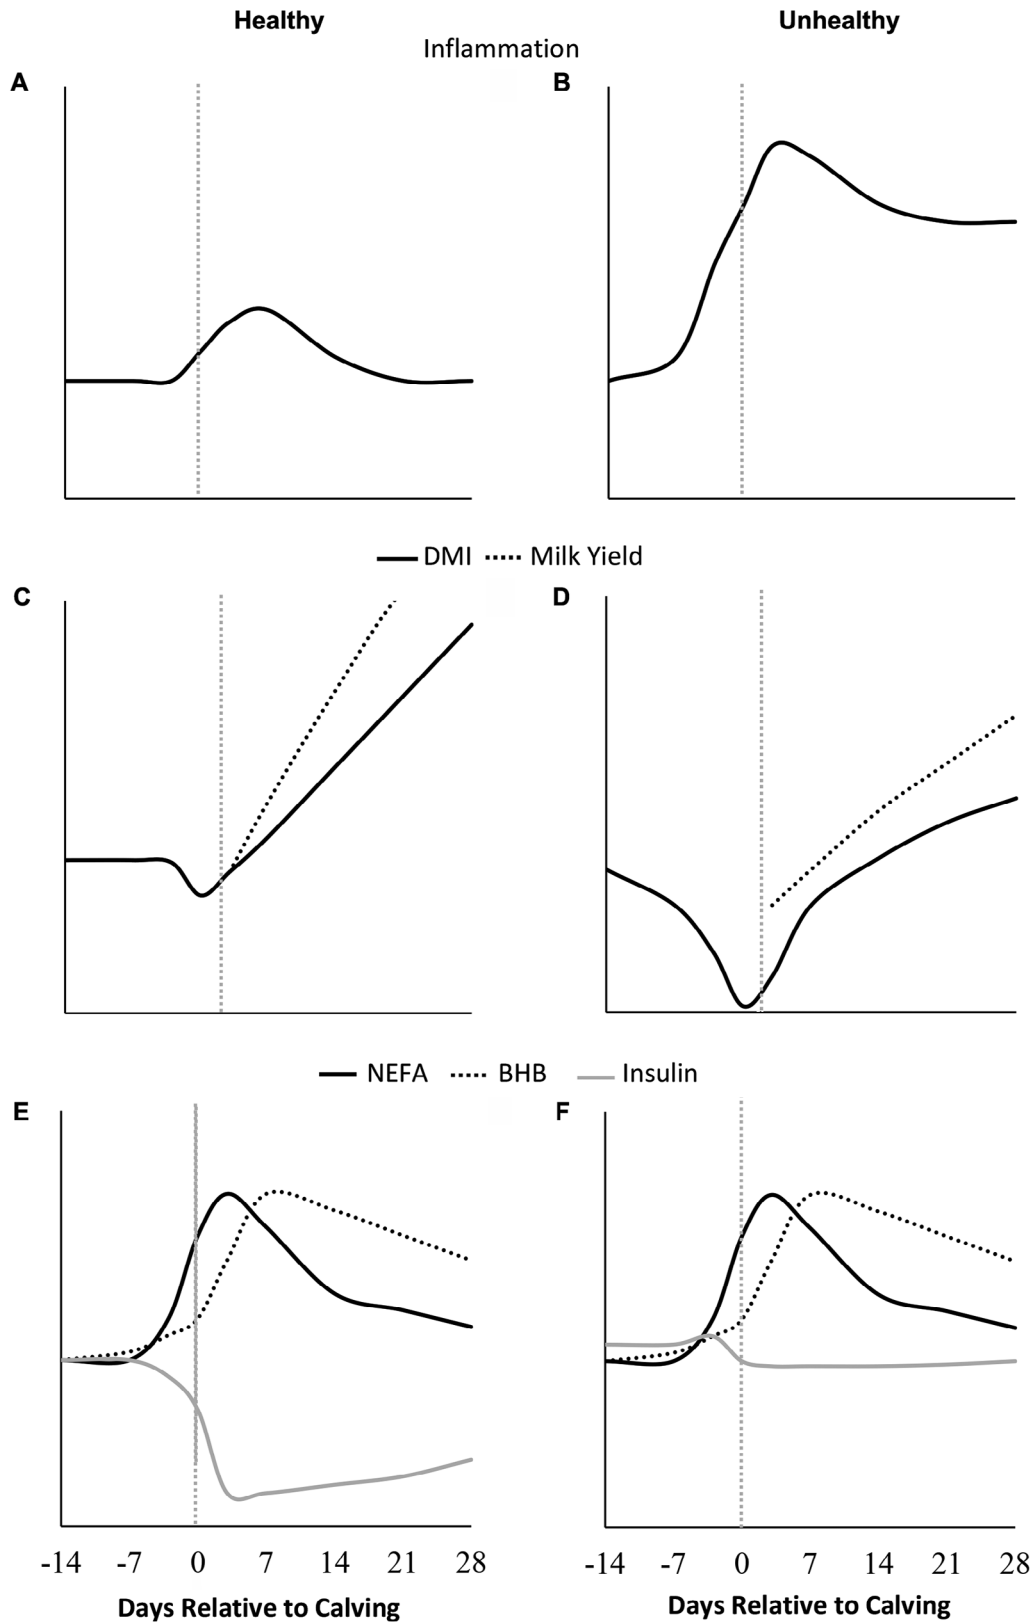 Healthy Unhealthy
Inflammation
A B
DMI Milk Yield
C D
NEFA BHB Insulin
E F
-14 -7 0 7 14 21 28 -14 -7 0 7 14 21 28
Days Relative to Calving Days Relative to Calving